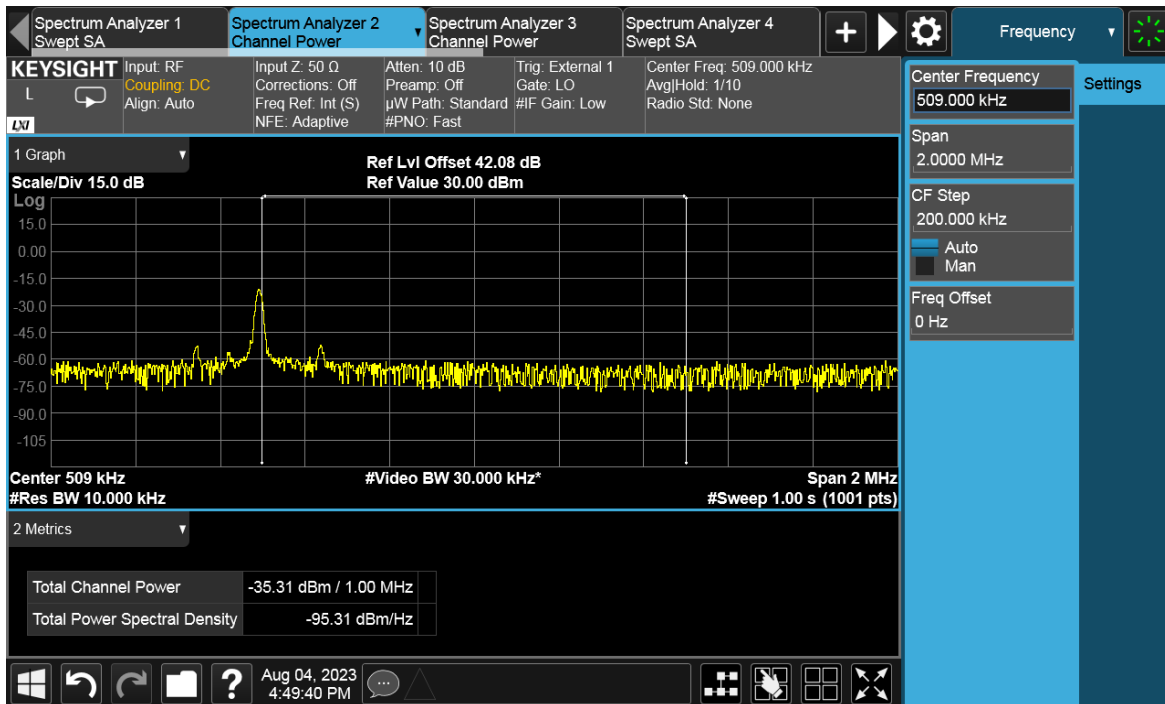 Spectrum Analyzer 1
Swept SA
Spectrum Analyzer 2
Channel Power
Spectrum Analyzer 3
Channel Power
Spectrum Analyzer 4
Swept SA
+
Frequency
KEYSIGHT
L
LXI
Input: RF
Coupling: DC
Align: Auto
Input Z: 50 Ω
Corrections: Off
Freq Ref: Int (S)
NFE: Adaptive
Atten: 10 dB
Preamp: Off
µW Path: Standard
#PNO: Fast
Trig: External 1
Gate: LO
#IF Gain: Low
Center Freq: 509.000 kHz
Avg|Hold: 1/10
Radio Std: None
Center Frequency
509.000 kHz
Settings
Span
2.0000 MHz
CF Step
200.000 kHz
Auto
Man
Freq Offset
0 Hz
1 Graph
Scale/Div 15.0 dB
Ref Lvl Offset 42.08 dB
Ref Value 30.00 dBm
Log
15.0
0.00
-15.0
-30.0
-45.0
-60.0
-75.0
-90.0
-105
Center 509 kHz
#Video BW 30.000 kHz*
Span 2 MHz
#Res BW 10.000 kHz
#Sweep 1.00 s (1001 pts)
2 Metrics
Total Channel Power -35.31 dBm / 1.00 MHz
Total Power Spectral Density -95.31 dBm/Hz
?
Aug 04, 2023
4:49:40 PM